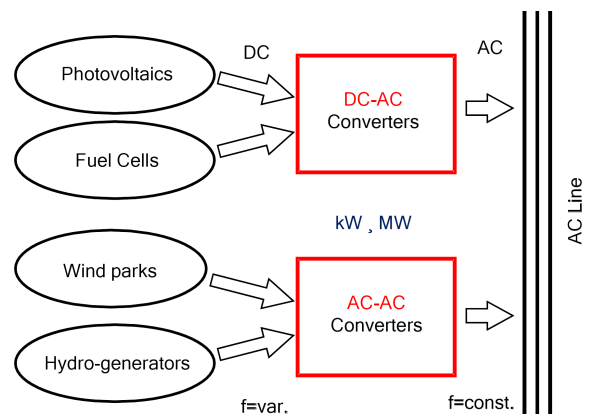 DC
AC
Photovoltaics
DC-AC
Converters
Fuel Cells
AC Line
kW ¸ MW
Wind parks
AC-AC
Converters
Hydro-generators
f=var.
f=const.